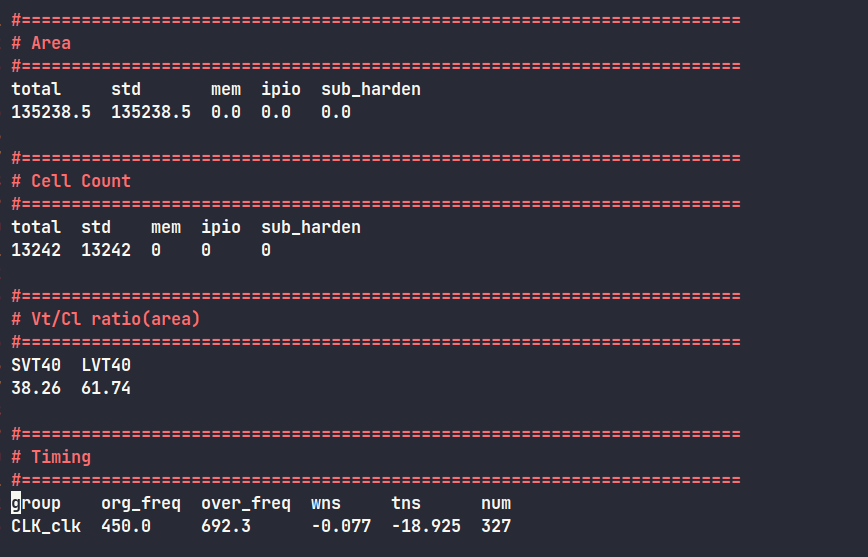 #========================================================================
# Area
#========================================================================
total     std       mem  ipio  sub_harden
135238.5  135238.5  0.0  0.0   0.0
#========================================================================
# Cell Count
#========================================================================
total  std    mem  ipio  sub_harden
13242  13242  0    0     0
#========================================================================
# Vt/Cl ratio(area)
#========================================================================
SVT40  LVT40
38.26  61.74
#========================================================================
# Timing
#========================================================================
group    org_freq  over_freq  wns     tns      num
CLK_clk  450.0     692.3      -0.077  -18.925  327